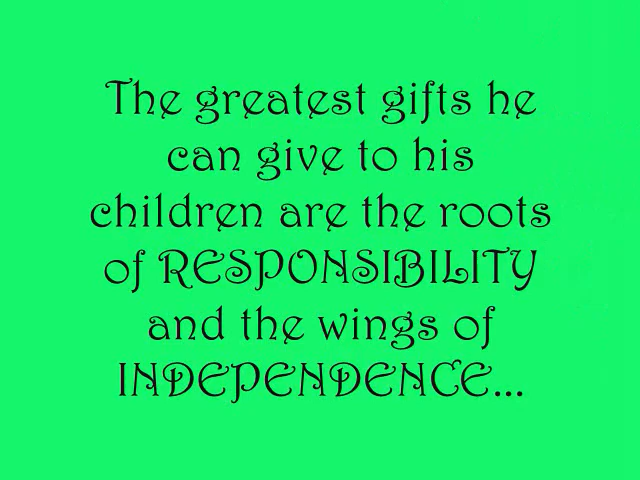 The greatest gifts he
can give to his
children are the roots
of RESPONSIBILITY
and the wings of
INDEPENDENCE...